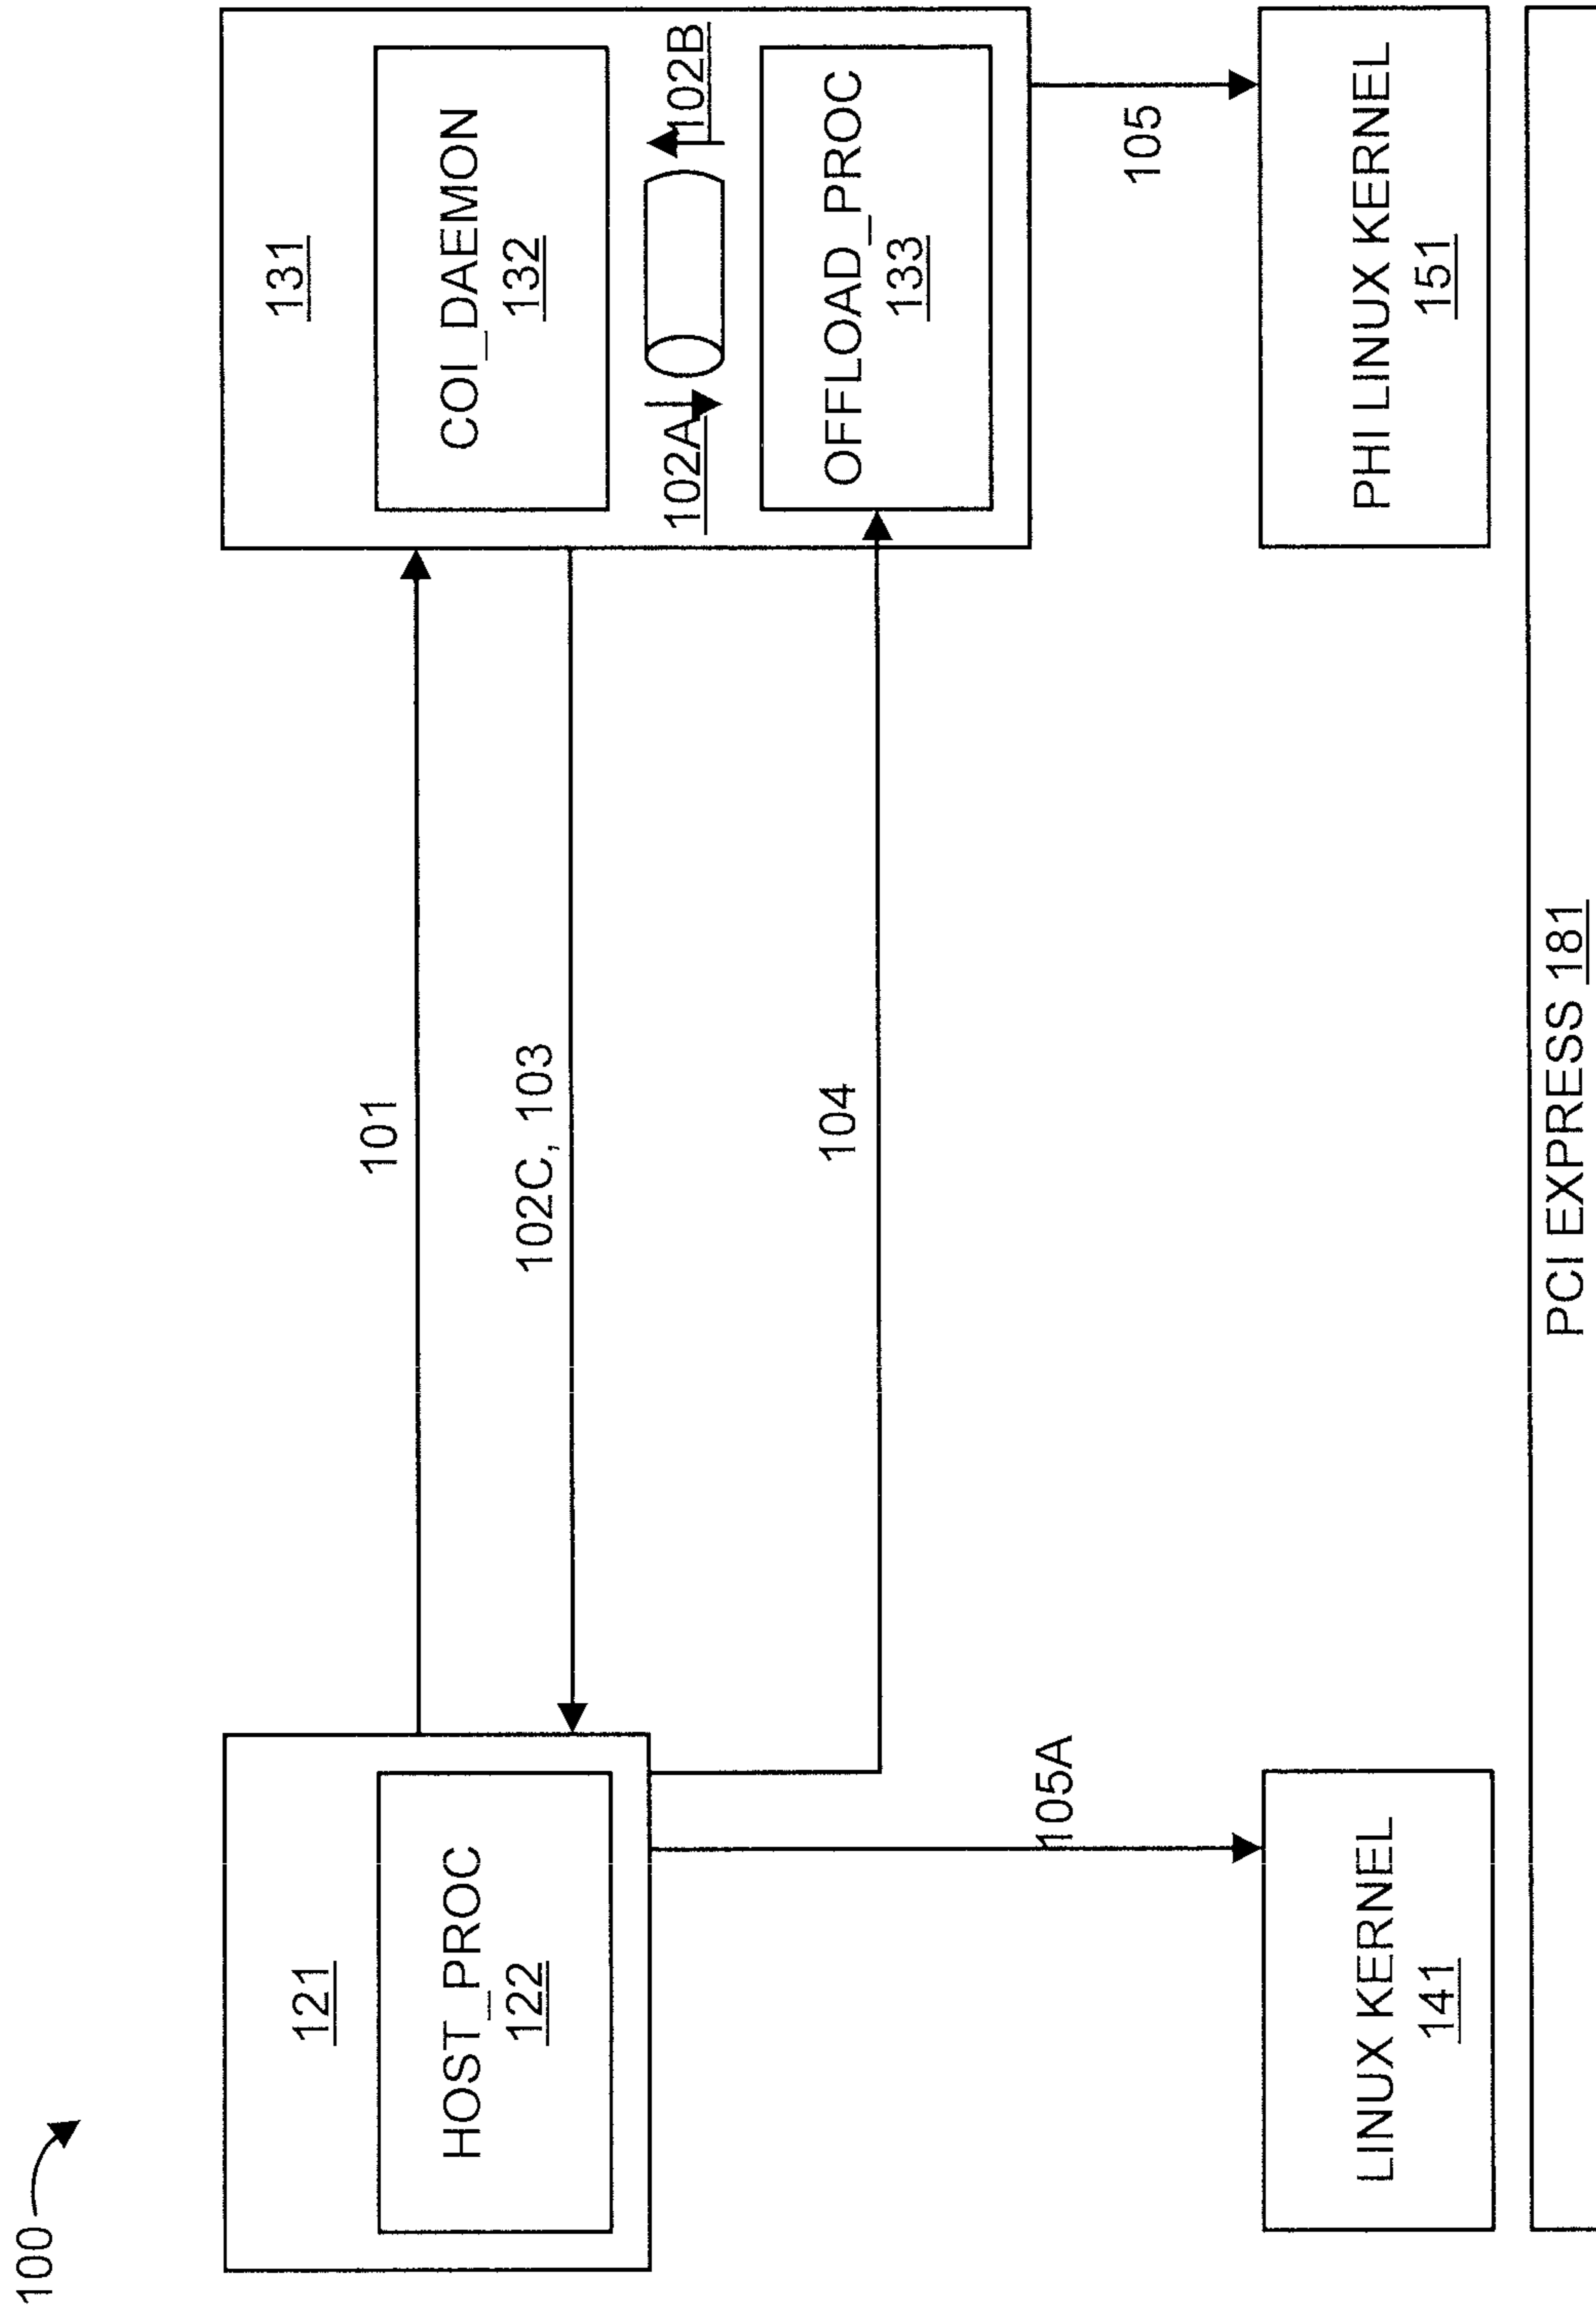 100
121
HOST_PROC
122
101
102C, 103
104
131
COI_DAEMON
132
102A
102B
OFFLOAD_PROC
133
105A
105
LINUX KERNEL
141
PHI LINUX KERNEL
151
PCI EXPRESS 181